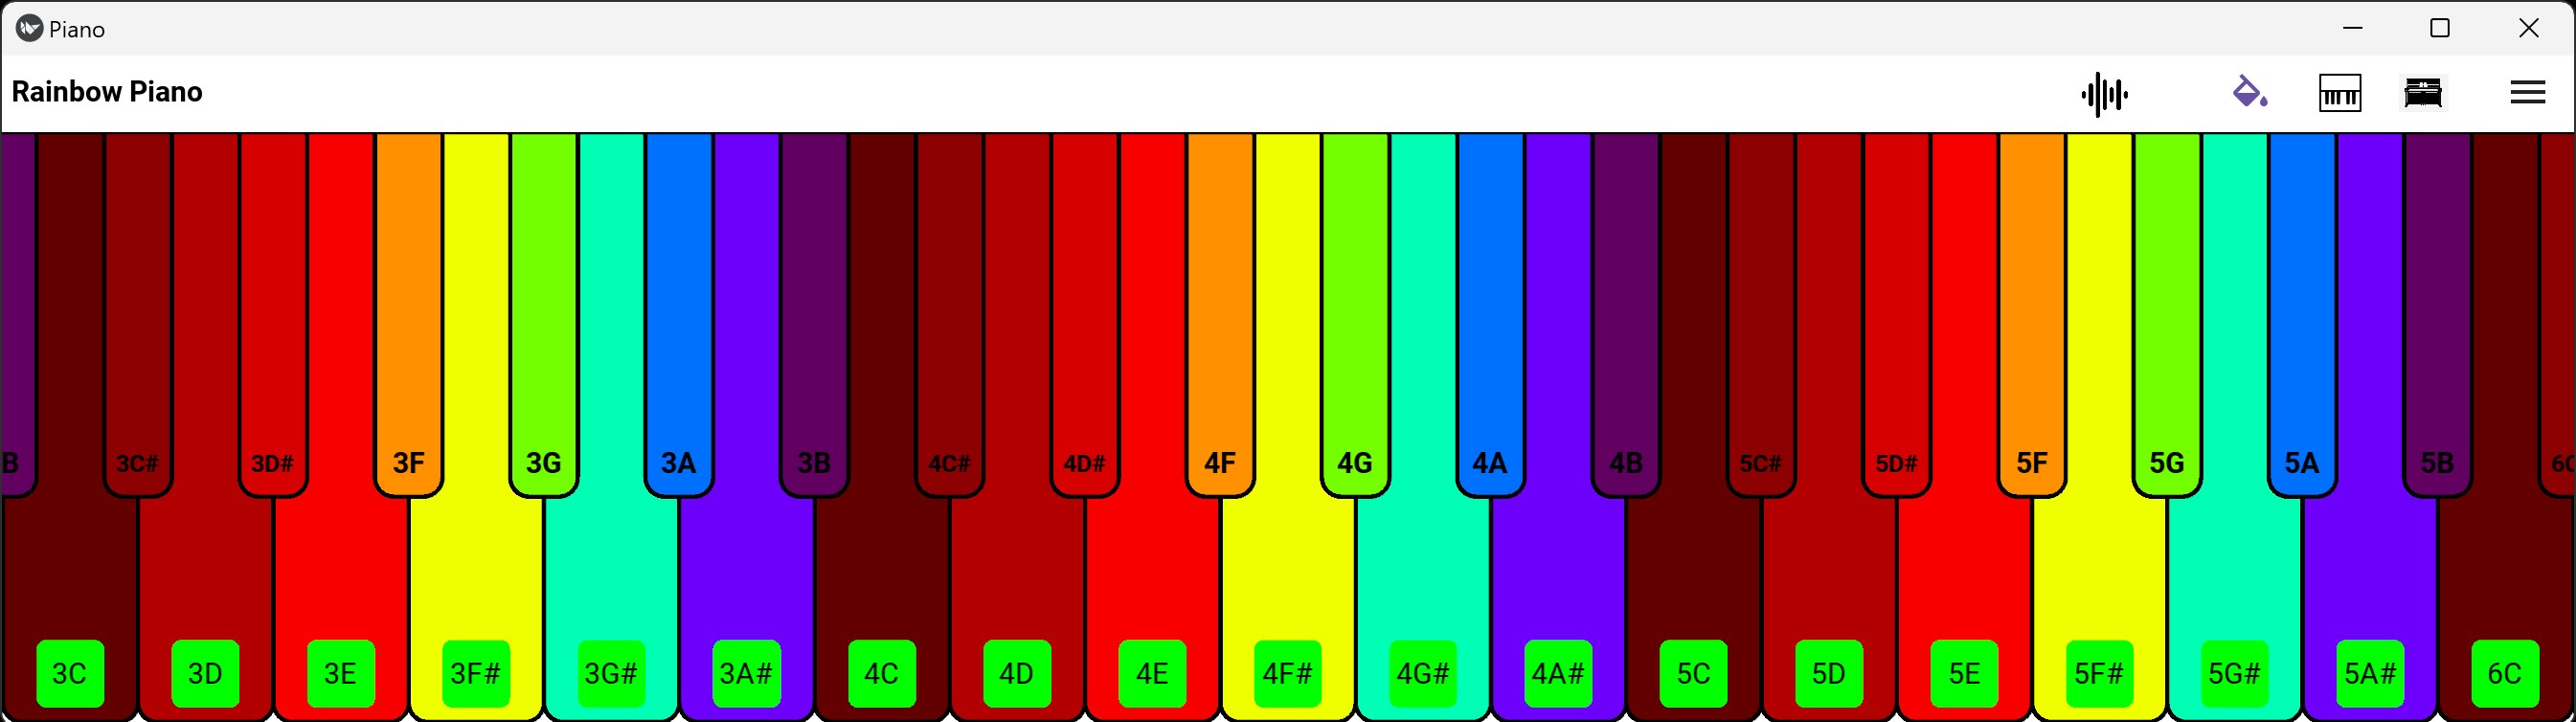 Piano
Rainbow Piano
B 3C# 3D# 3F 3G 3A 3B 4C# 4D# 4F 4G 4A 4B 5C# 5D# 5F 5G 5A 5B 6C
3C 3D 3E 3F# 3G# 3A# 4C 4D 4E 4F# 4G# 4A# 5C 5D 5E 5F# 5G# 5A# 6C